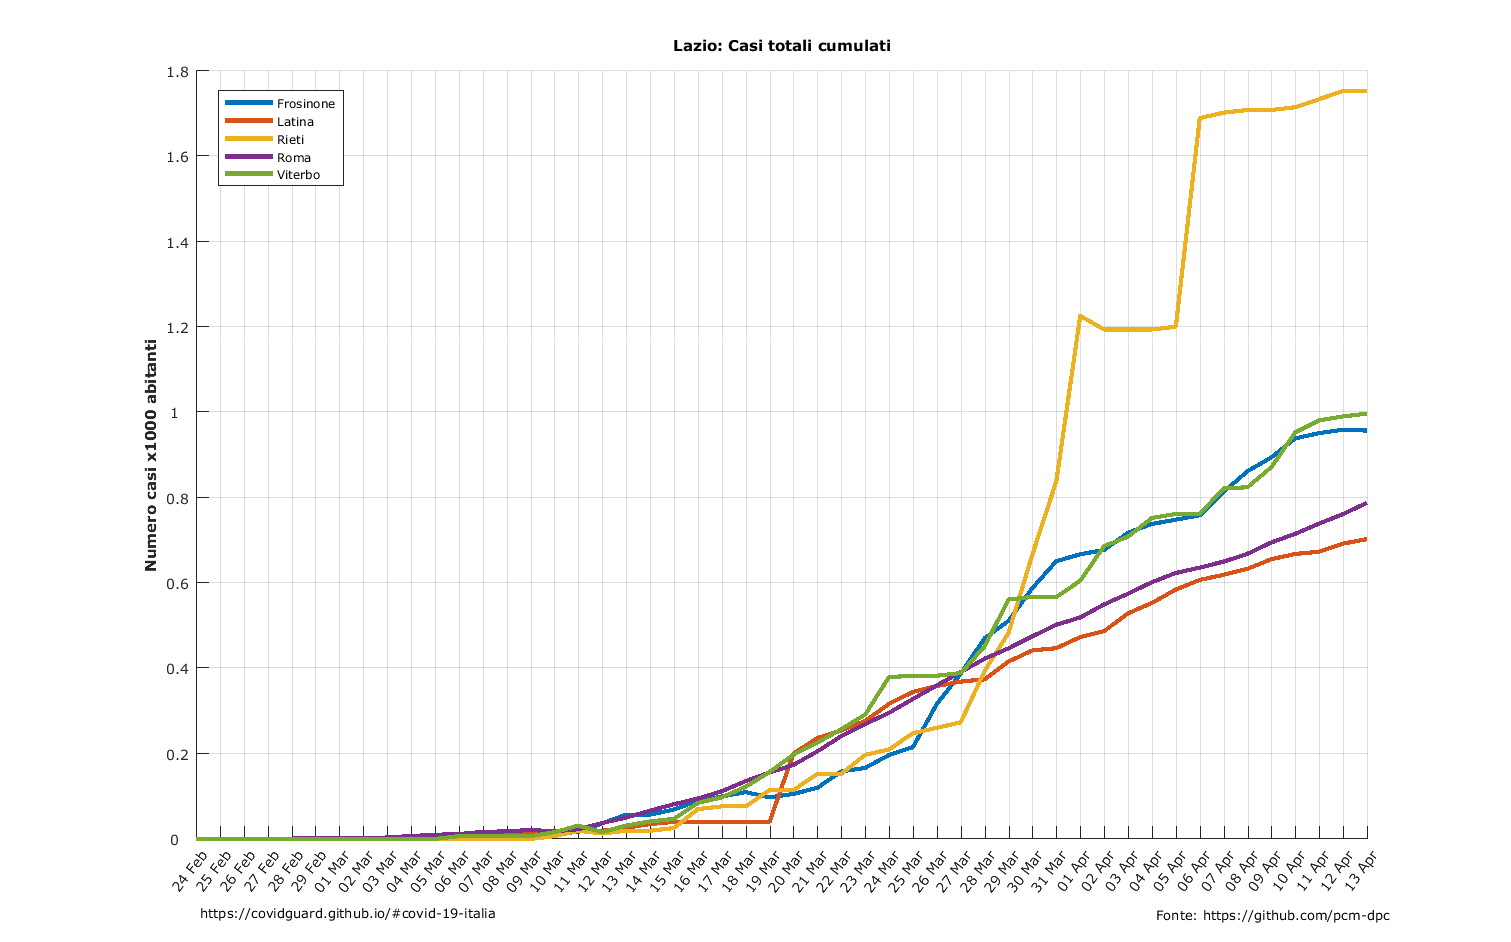 Lazio: Casi totali cumulati
Numero casi x1000 abitanti
1.8
1.6
1.4
1.2
1
0.8
0.6
0.4
0.2
0
Frosinone
Latina
Rieti
Roma
Viterbo
24 Feb
25 Feb
26 Feb
27 Feb
28 Feb
29 Feb
01 Mar
02 Mar
03 Mar
04 Mar
05 Mar
06 Mar
07 Mar
08 Mar
09 Mar
10 Mar
11 Mar
12 Mar
13 Mar
14 Mar
15 Mar
16 Mar
17 Mar
18 Mar
19 Mar
20 Mar
21 Mar
22 Mar
23 Mar
24 Mar
25 Mar
26 Mar
27 Mar
28 Mar
29 Mar
30 Mar
31 Mar
01 Apr
02 Apr
03 Apr
04 Apr
05 Apr
06 Apr
07 Apr
08 Apr
09 Apr
10 Apr
11 Apr
12 Apr
13 Apr
https://covidguard.github.io/#covid-19-italia
Fonte: https://github.com/pcm-dpc